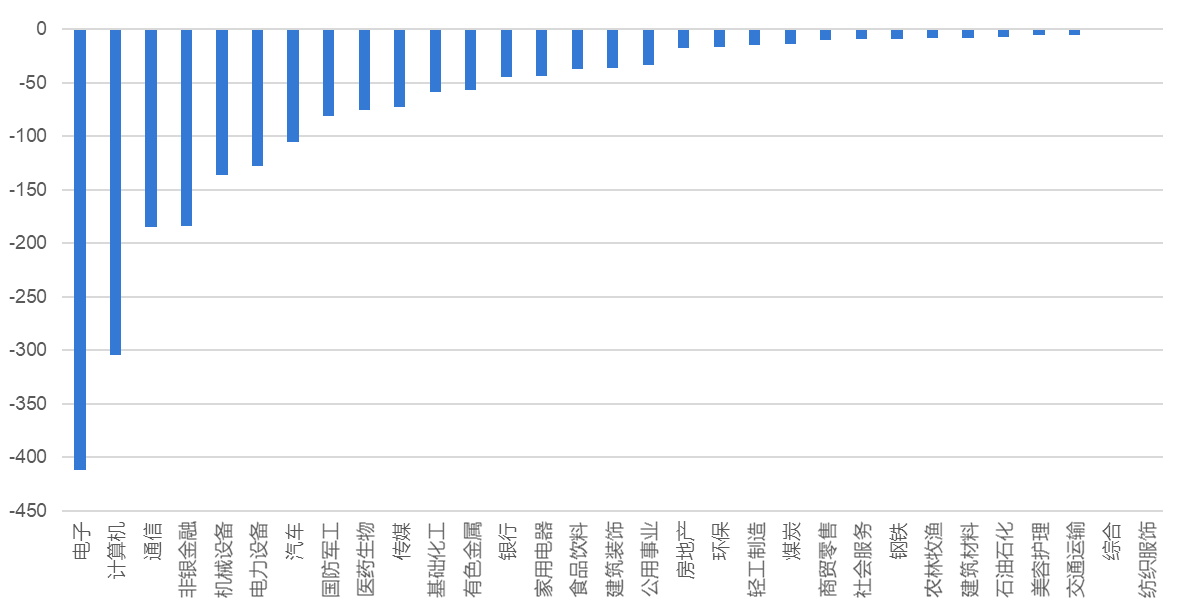 0
-50
-100
-150
-200
-250
-300
-350
-400
-450
电子
计算机
通信
非银金融
机械设备
电力设备
汽车
国防军工
医药生物
传媒
基础化工
有色金属
银行
家用电器
食品饮料
建筑装饰
公用事业
房地产
环保
轻工制造
煤炭
商贸零售
社会服务
钢铁
农林牧渔
建筑材料
石油石化
美容护理
交通运输
综合
纺织服饰